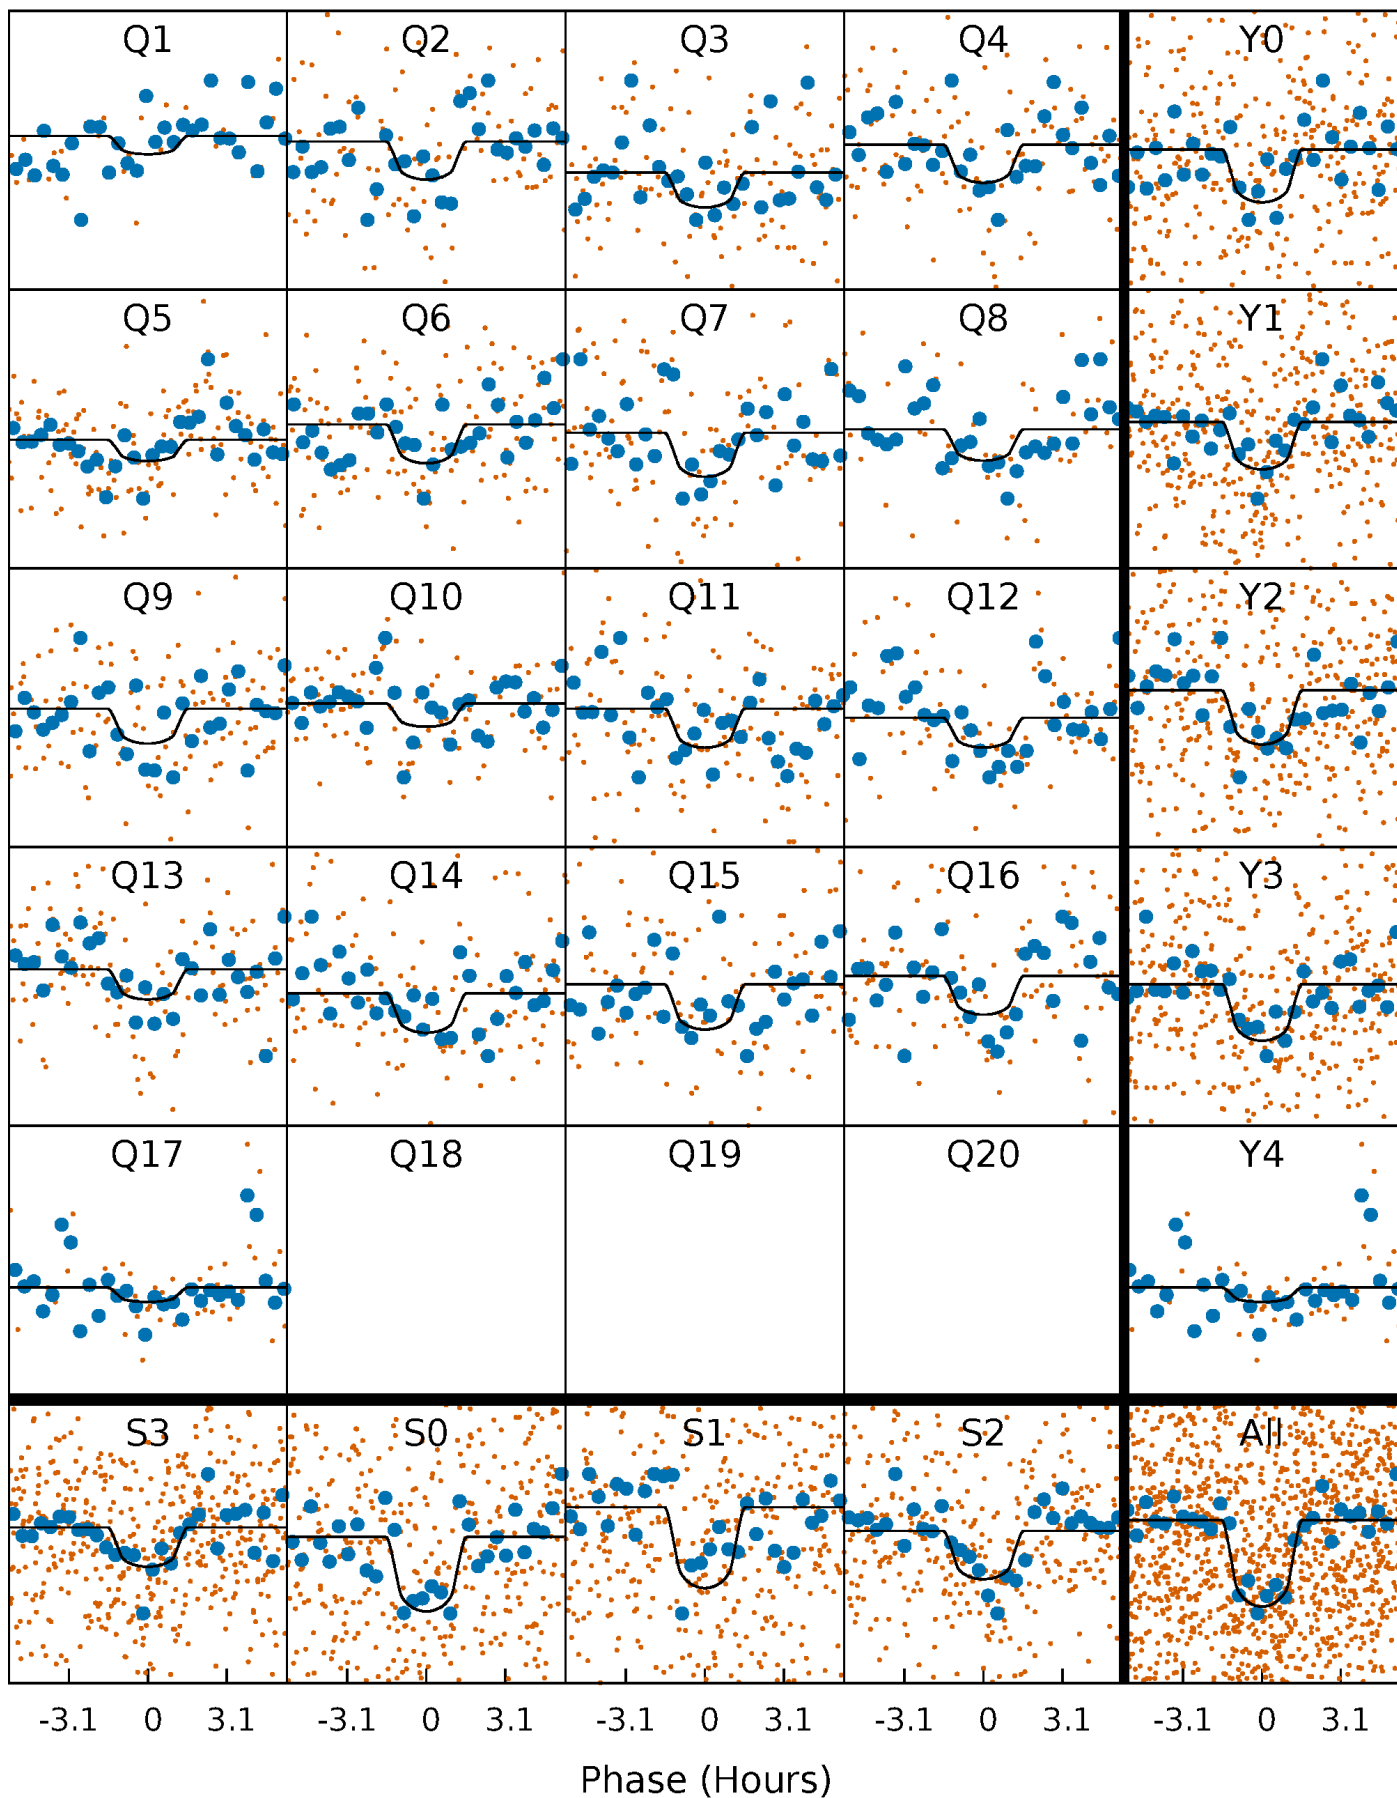 Q1 Q2 Q3 Q4 Y0
Q5 Q6 Q7 Q8 Y1
Q9 Q10 Q11 Q12 Y2
Q13 Q14 Q15 Q16 Y3
Q17 Q18 Q19 Q20 Y4
S3 S0 S1 S2 All
-3.1 0 3.1 -3.1 0 3.1 -3.1 0 3.1 -3.1 0 3.1 -3.1 0 3.1
Phase (Hours)